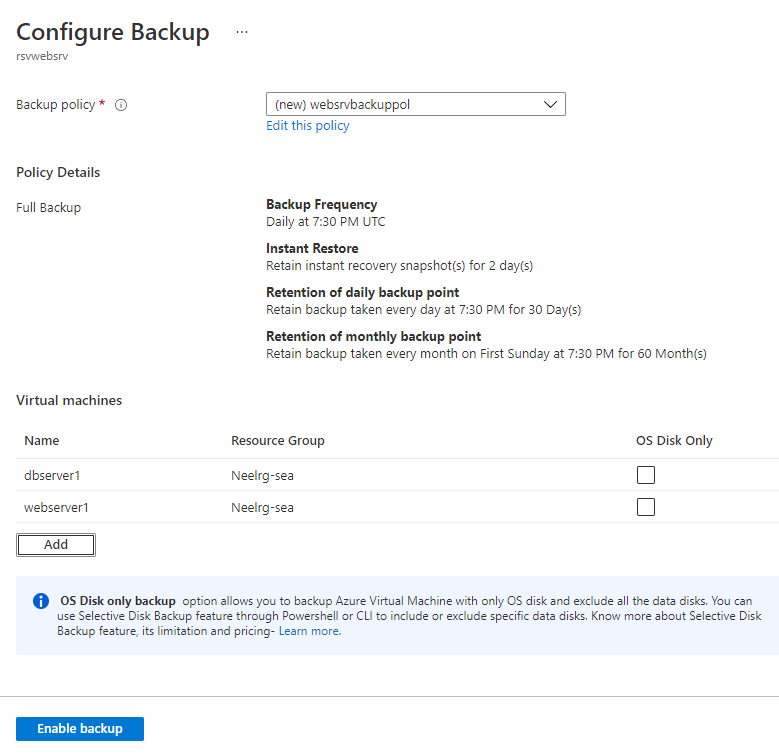 Configure Backup ...
rsvwebsrv
Backup policy * (new) websrvbackuppol
Edit this policy
Policy Details
Full Backup
Backup Frequency
Daily at 7:30 PM UTC
Instant Restore
Retain instant recovery snapshot(s) for 2 day(s)
Retention of daily backup point
Retain backup taken every day at 7:30 PM for 30 Day(s)
Retention of monthly backup point
Retain backup taken every month on First Sunday at 7:30 PM for 60 Month(s)
Virtual machines
Name Resource Group OS Disk Only
dbserver1 Neelrg-sea
webserver1 Neelrg-sea
Add
OS Disk only backup option allows you to backup Azure Virtual Machine with only OS disk and exclude all the data disks. You can
use Selective Disk Backup feature through Powershell or CLI to include or exclude specific data disks. Know more about Selective Disk
Backup feature, its limitation and pricing- Learn more.
Enable backup